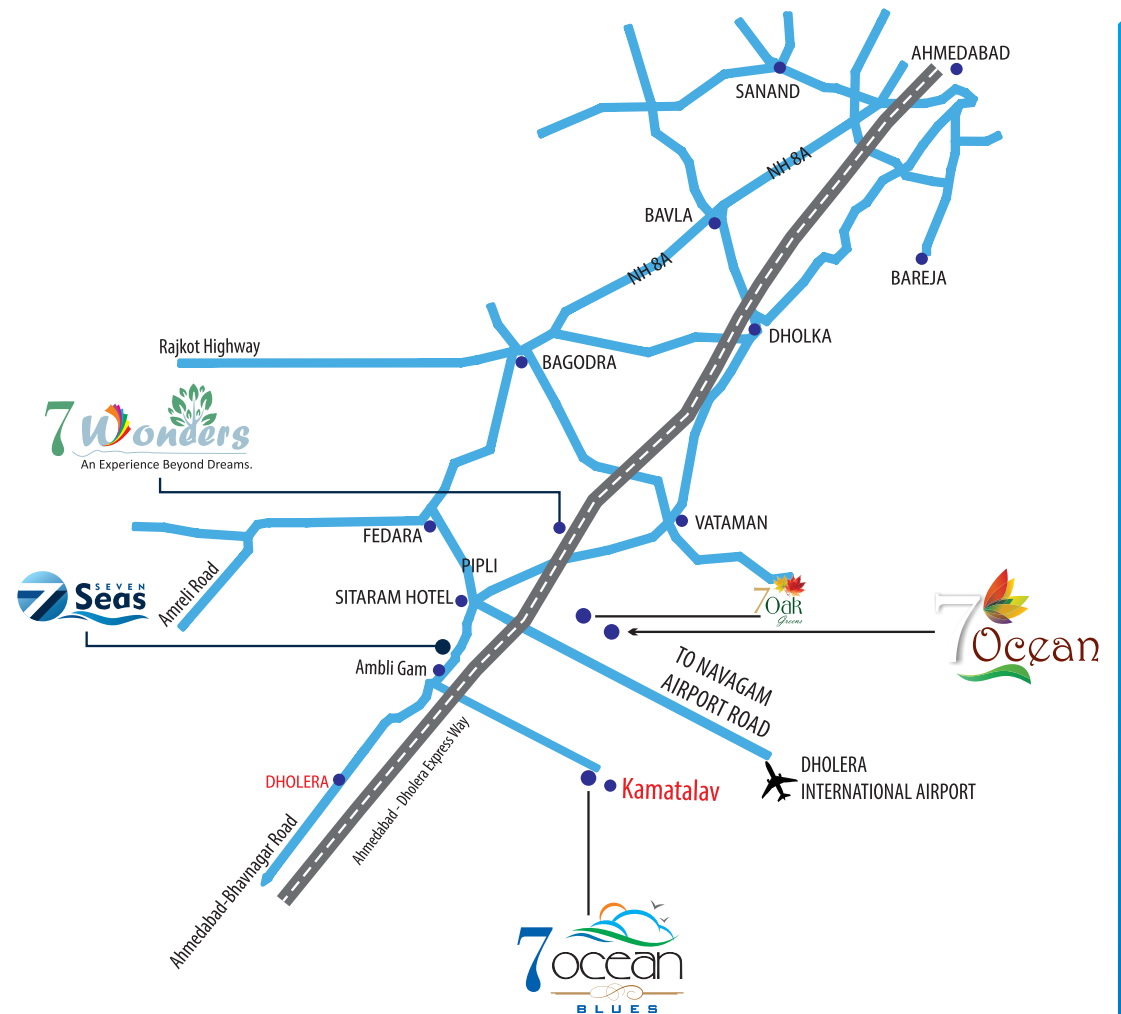 AHMEDABAD
SANAND
NH 8A
BAVLA
NH 8A
BAREJA
DHOLKA
Rajkot Highway
BAGODRA
7 Wonders
An Experience Beyond Dreams.
VATAMAN
FEDARA
PIPLI
Amreli Road
7 SEVEN
Seas
SITARAM HOTEL
7 Oak
Greens
7 Ocean
Ambli Gam
TO NAVAGAM
AIRPORT ROAD
DHOLERA
INTERNATIONAL AIRPORT
DHOLERA
Kamatalav
Ahmedabad - Dholera Express Way
Ahmedabad-Bhavnagar Road
7 ocean
BLUES